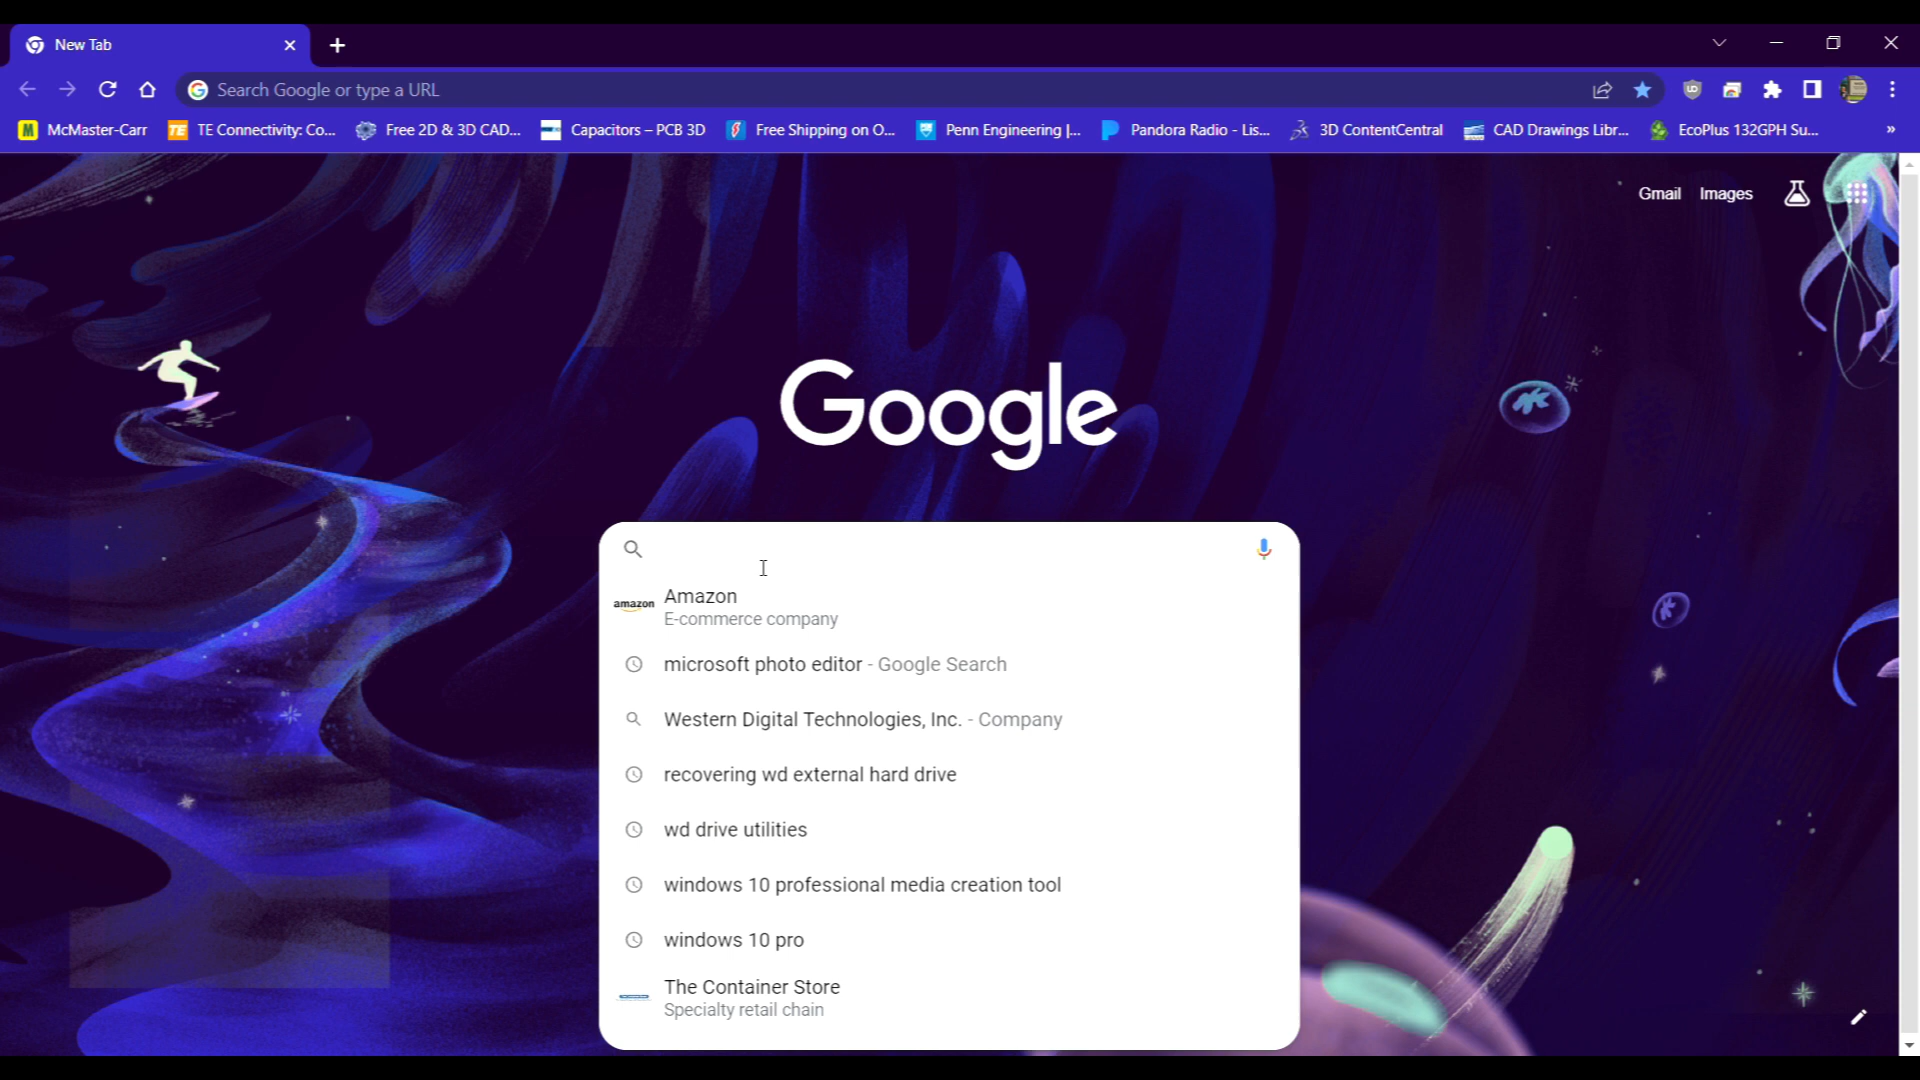 New Tab
Search Google or type a URL
McMaster-Carr TE TE Connectivity: Co... Free 2D & 3D CAD... Capacitors – PCB 3D Free Shipping on O... Penn Engineering |... Pandora Radio - Lis... 3D ContentCentral CAD Drawings Libr... EcoPlus 132GPH Su... »
Gmail Images
Google
amazon Amazon
E-commerce company
microsoft photo editor - Google Search
Western Digital Technologies, Inc. - Company
recovering wd external hard drive
wd drive utilities
windows 10 professional media creation tool
windows 10 pro
The Container Store
Specialty retail chain